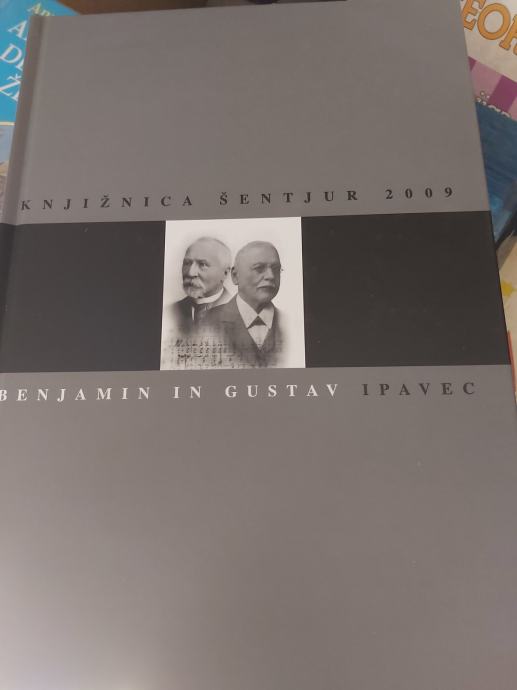 KNJIŽNICA ŠENTJUR 2009
BENJAMIN IN GUSTAV IPAVEC